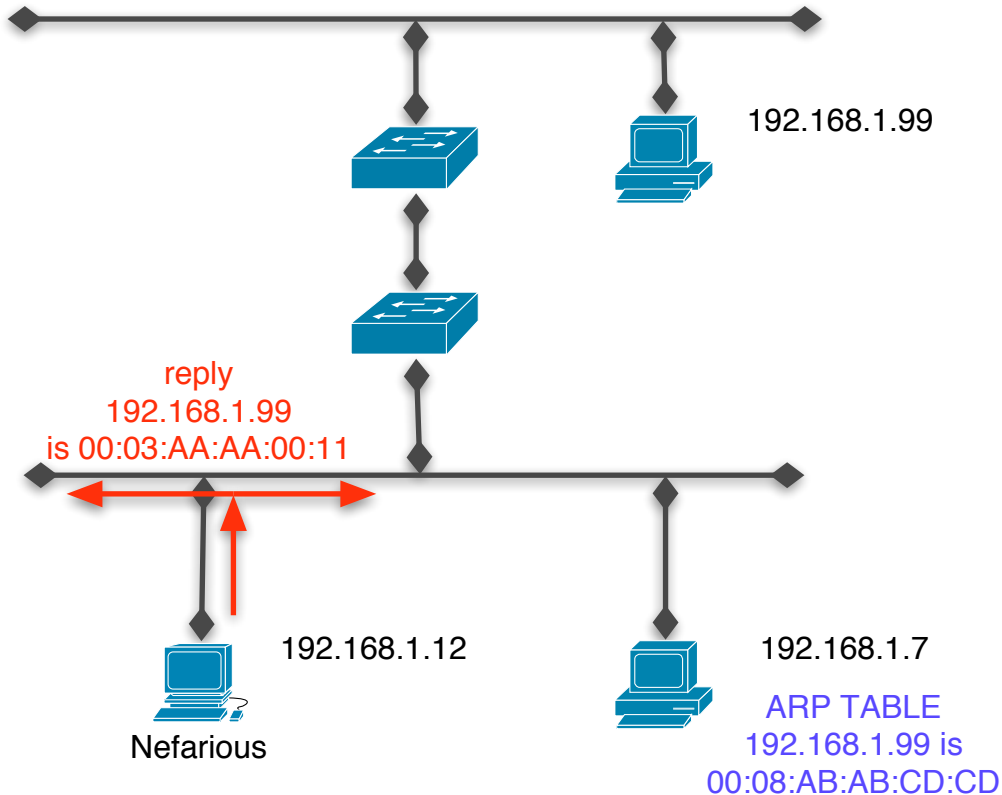 192.168.1.99
reply
192.168.1.99
is 00:03:AA:AA:00:11
192.168.1.12
Nefarious
192.168.1.7
ARP TABLE
192.168.1.99 is
00:08:AB:AB:CD:CD